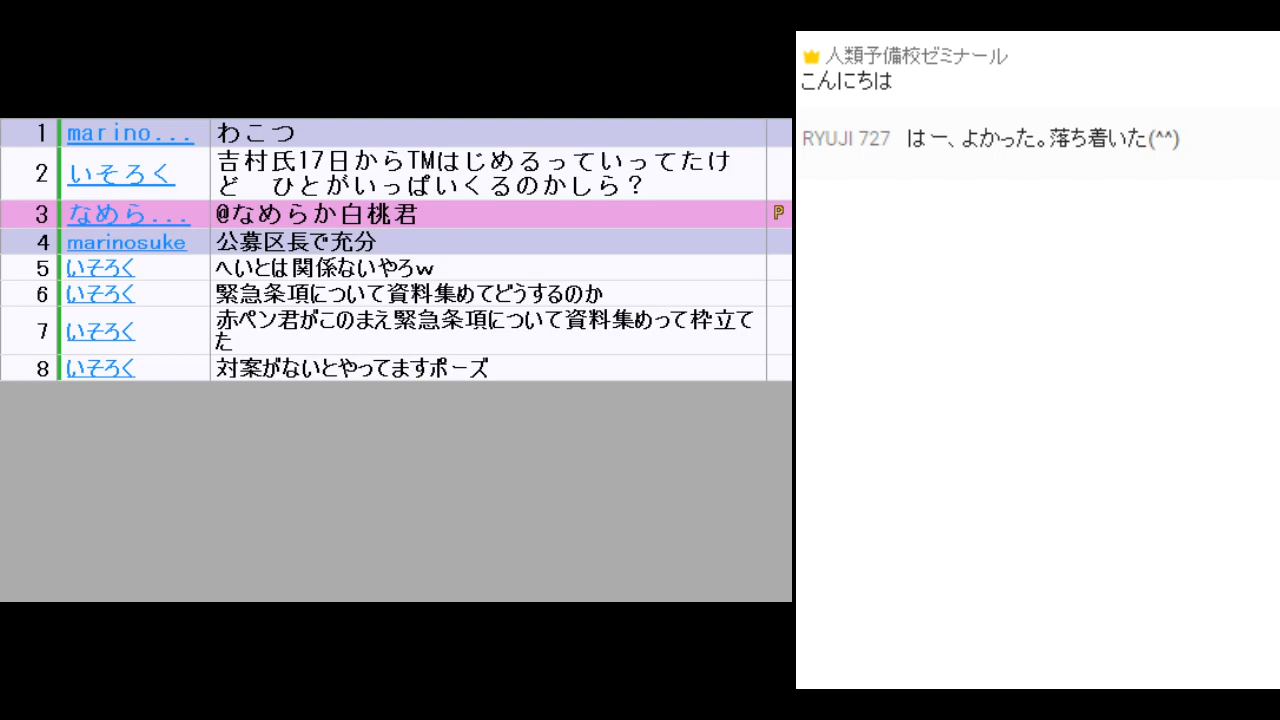 1 marino... わこつ
2 いそろく 吉村氏17日からTMはじめるっていってたけ
ど　ひとがいっぱいくるのかしら？
3 なめら... @なめらか白桃君 P
4 marinosuke 公募区長で充分
5 いそろく へいとは関係ないやろｗ
6 いそろく 緊急条項について資料集めてどうするのか
7 いそろく 赤ペン君がこのまえ緊急条項について資料集めって枠立て
た
8 いそろく 対案がないとやってますポーズ
人類予備校ゼミナール
こんにちは
RYUJI 727 はー、よかった。落ち着いた(^^)